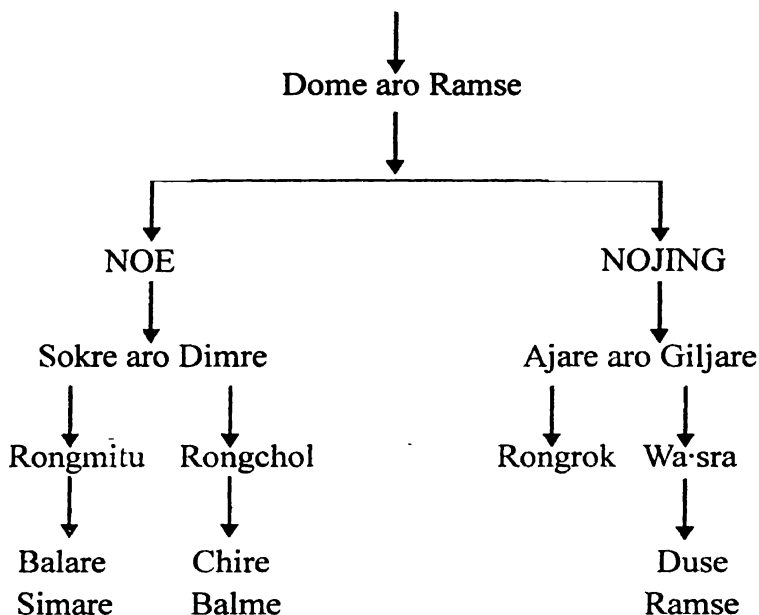 Dome aro Ramse
NOE NOJING
Sokre aro Dimre Ajare aro Giljare
Rongmitu Rongchol Rongrok Wa·sra
Balare Chire Duse
Simare Balme Ramse